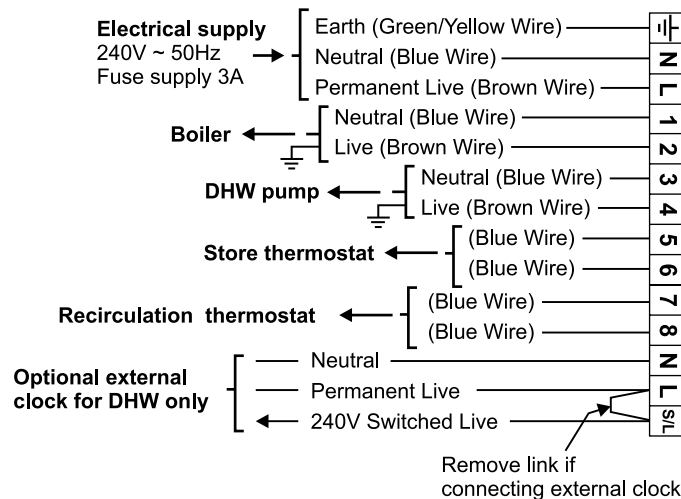 Electrical supply
240V ~ 50Hz
Fuse supply 3A
Earth (Green/Yellow Wire)
Neutral (Blue Wire)
Permanent Live (Brown Wire)
N
L
Boiler
Neutral (Blue Wire)
1
Live (Brown Wire)
2
DHW pump
Neutral (Blue Wire)
3
Live (Brown Wire)
4
Store thermostat
(Blue Wire)
5
(Blue Wire)
6
Recirculation thermostat
(Blue Wire)
7
(Blue Wire)
8
Optional external
clock for DHW only
Neutral
N
Permanent Live
L
240V Switched Live
S/L
Remove link if
connecting external clock